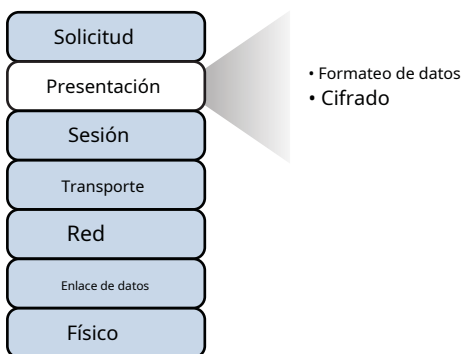 Solicitud
Presentación
Sesión
Transporte
Red
Enlace de datos
Físico
• Formateo de datos
• Cifrado